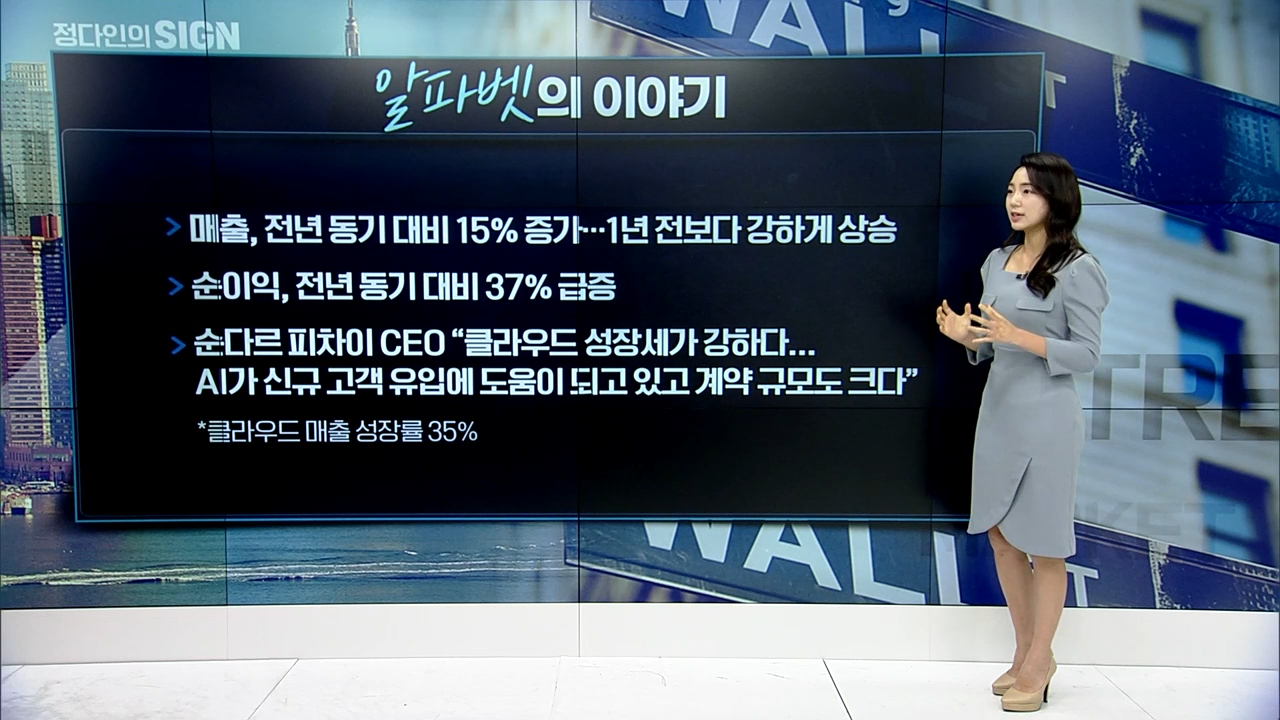 정다인의 SIGN
WALL
알파벳의 이야기
> 매출, 전년 동기 대비 15% 증가…1년 전보다 강하게 상승
> 순이익, 전년 동기 대비 37% 급증
> 순다르 피차이 CEO “클라우드 성장세가 강하다...
AI가 신규 고객 유입에 도움이 되고 있고 계약 규모도 크다”
*클라우드 매출 성장률 35%
WALL